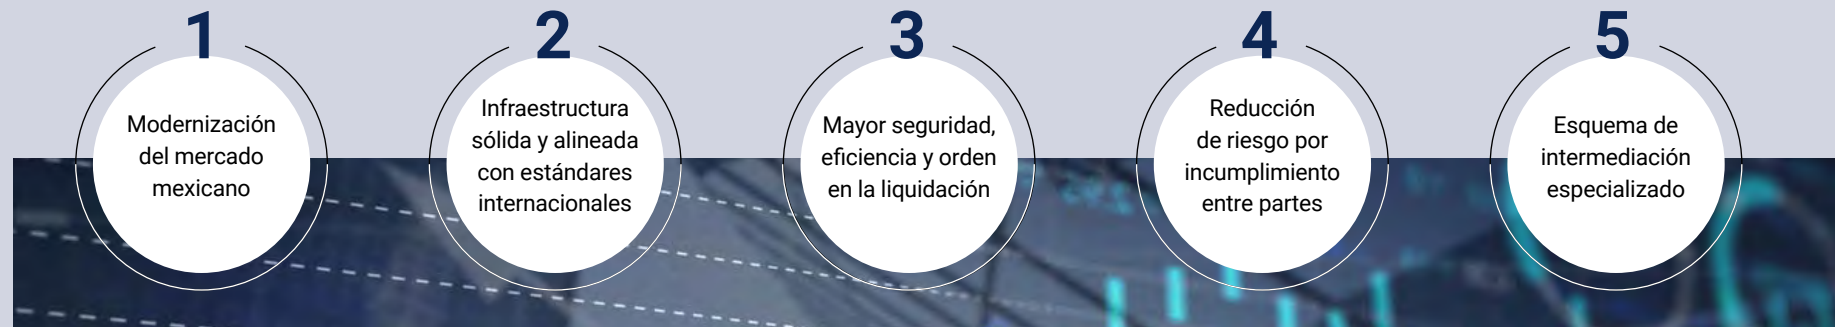 1
Modernización
del mercado
mexicano
2
Infraestructura
sólida y alineada
con estándares
internacionales
3
Mayor seguridad,
eficiencia y orden
en la liquidación
4
Reducción
de riesgo por
incumplimiento
entre partes
5
Esquema de
intermediación
especializado